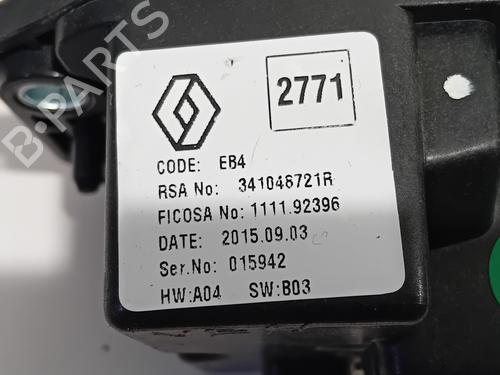 B-PARTS
2771
CODE: EB4
RSA No: 341048721R
FICOSA No: 1111.92396
DATE: 2015.09.03
Ser.No: 015942
HW:A04 SW:B03